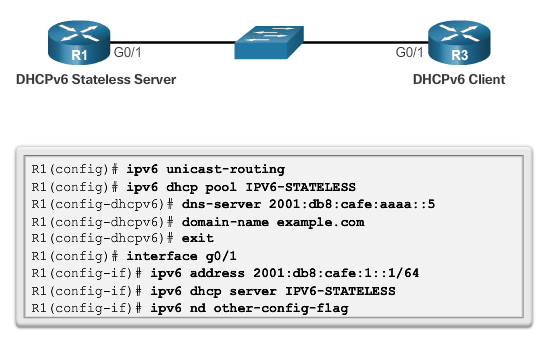 R1
G0/1
G0/1
R3
DHCPv6 Stateless Server
DHCPv6 Client
R1(config)# ipv6 unicast-routing
R1(config)# ipv6 dhcp pool IPV6-STATELESS
R1(config-dhcpv6)# dns-server 2001:db8:cafe:aaaa::5
R1(config-dhcpv6)# domain-name example.com
R1(config-dhcpv6)# exit
R1(config)# interface g0/1
R1(config-if)# ipv6 address 2001:db8:cafe:1::1/64
R1(config-if)# ipv6 dhcp server IPV6-STATELESS
R1(config-if)# ipv6 nd other-config-flag